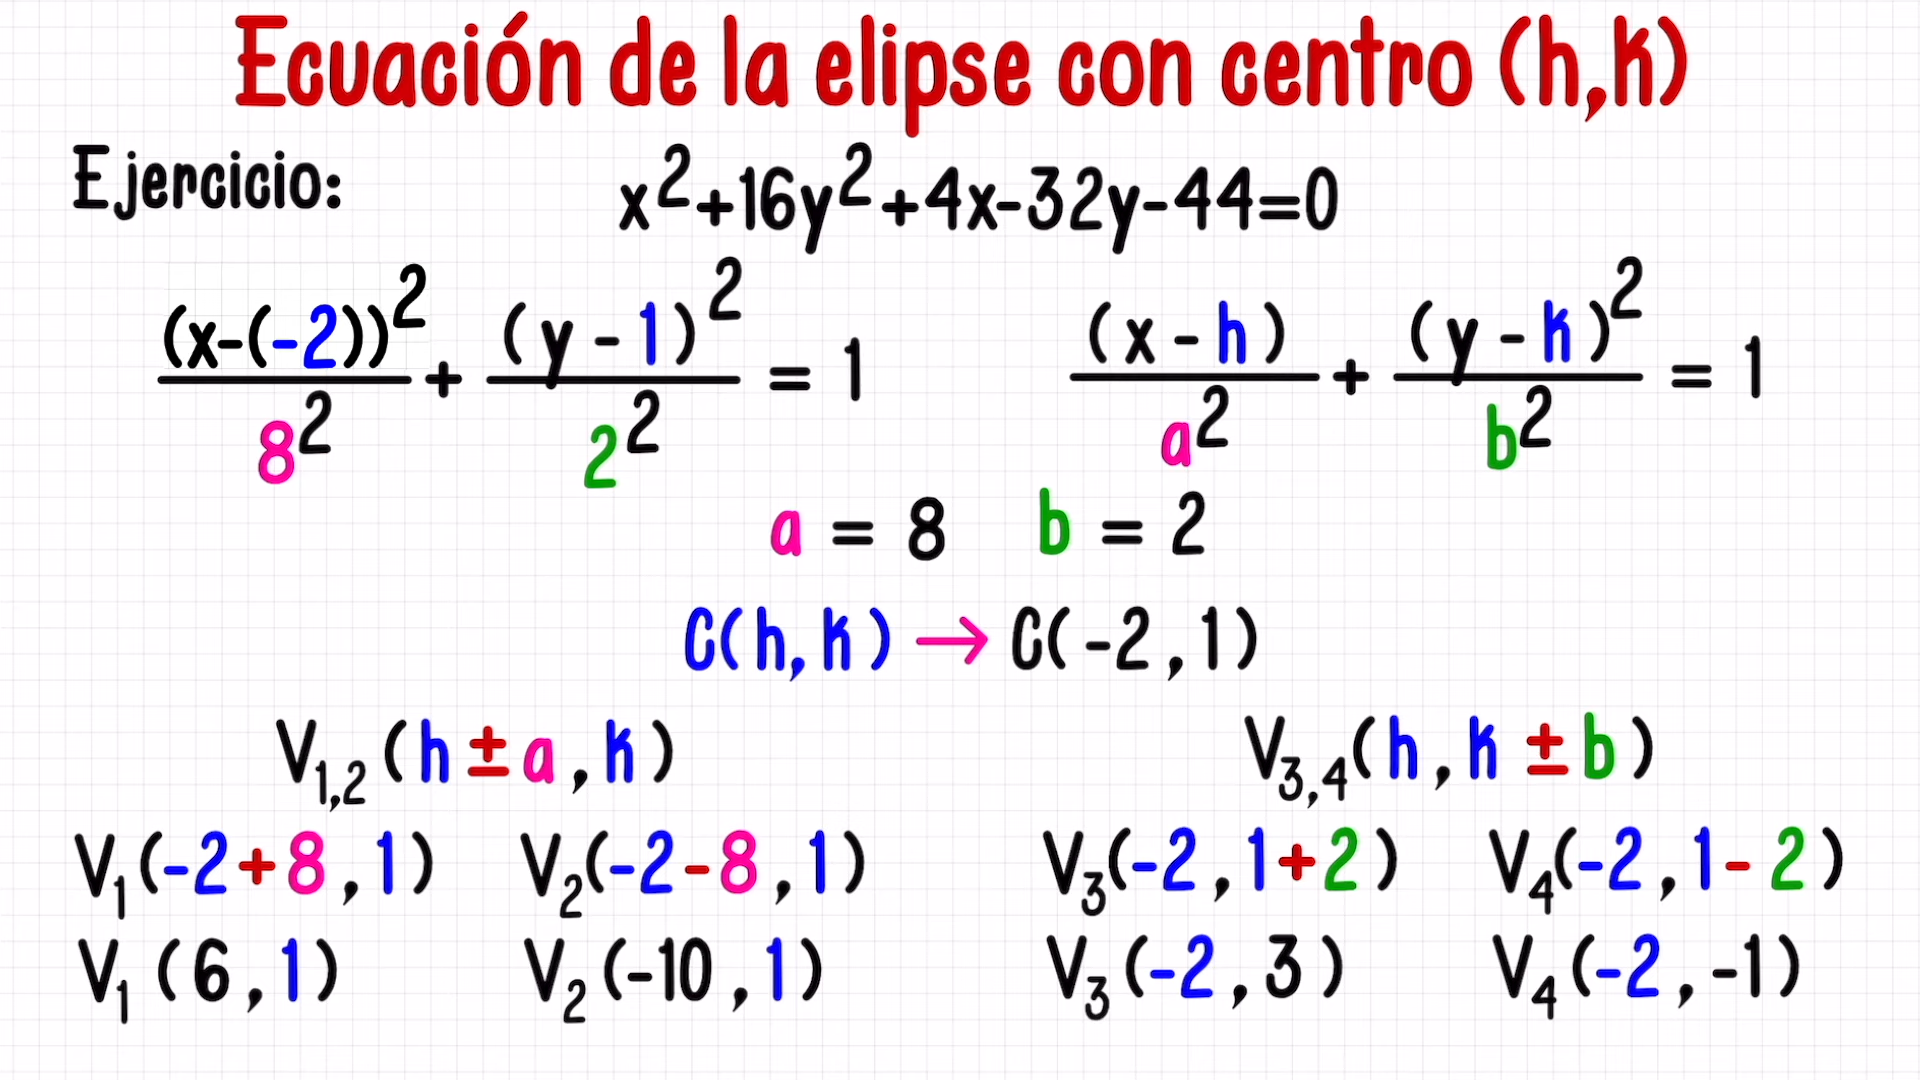 Ecuación de la elipse con centro (h,k)
Ejercicio: x²+16y²+4x-32y-44=0
(x-(-2))²/8² + (y - 1)²/2² = 1 (x - h)/a² + (y - k)²/b² = 1
a = 8 b = 2
C(h,k) → C(-2,1)
V₁,₂(h ± a,k) V₃,₄(h,k ± b)
V₁(-2+8,1) V₂(-2-8,1) V₃(-2,1+2) V₄(-2,1-2)
V₁(6,1) V₂(-10,1) V₃(-2,3) V₄(-2,-1)